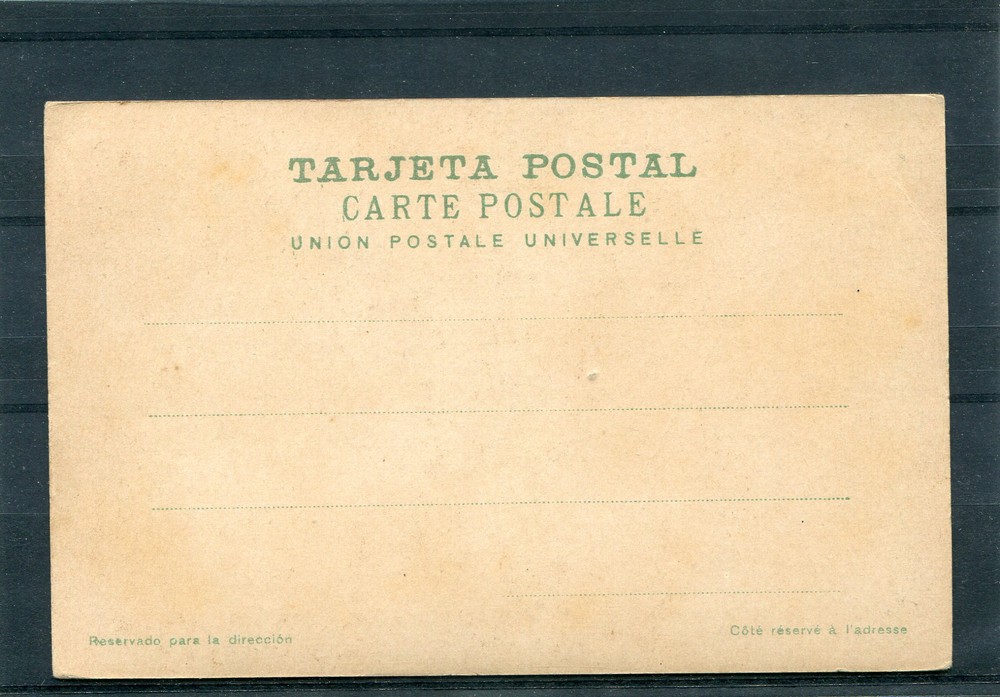 TARJETA POSTAL
CARTE POSTALE
UNION POSTALE UNIVERSELLE
Reservado para la dirección
Côté réservé à l'adresse